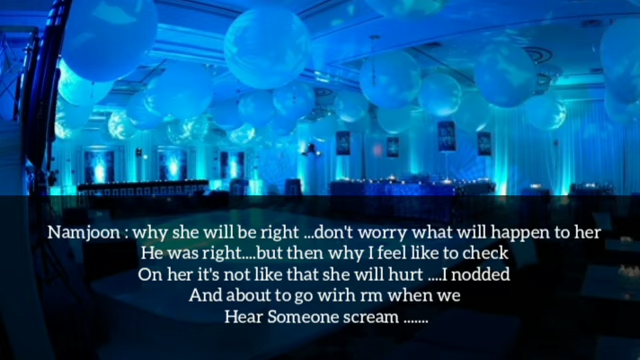 Namjoon : why she will be right ...don't worry what will happen to her
He was right....but then why I feel like to check
On her it's not like that she will hurt ....I nodded
And about to go wirh rm when we
Hear Someone scream .......